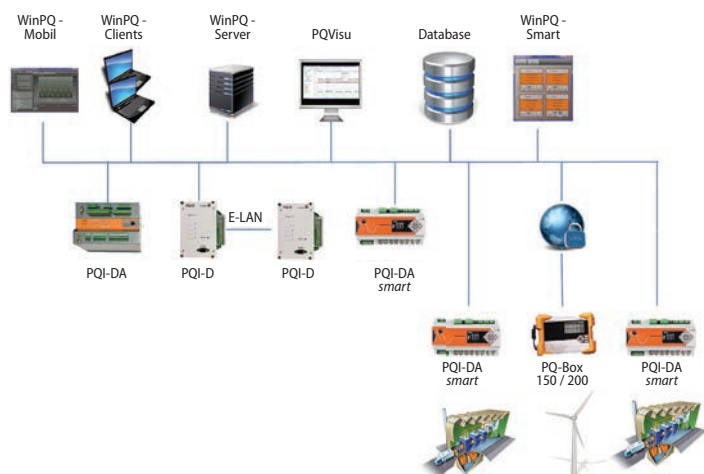 WinPQ -
Mobil
WinPQ -
Clients
WinPQ -
Server
PQVisu
Database
WinPQ -
Smart
E-LAN
PQI-DA
PQI-D
PQI-D
PQI-DA
smart
PQI-DA
smart
PQ-Box
150 / 200
PQI-DA
smart